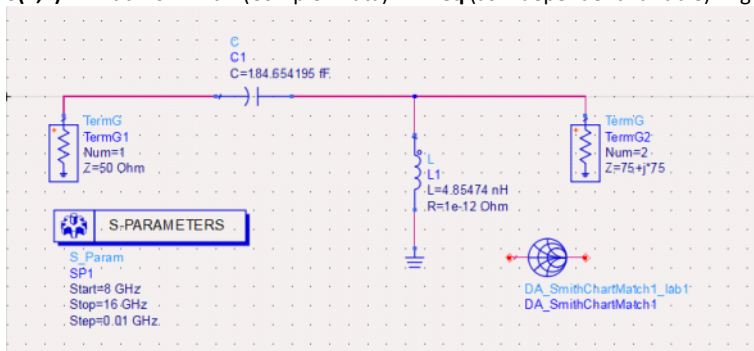 C
C1
C=184.654195 fF
TermG
TermG1
Num=1
Z=50 Ohm
L
L1
L=4.85474 nH
R=1e-12 Ohm
TermG
TermG2
Num=2
Z=75+j*75
S-PARAMETERS
S_Param
SP1
Start=8 GHz
Stop=16 GHz
Step=0.01 GHz
DA_SmithChartMatch1_lab1
DA_SmithChartMatch1